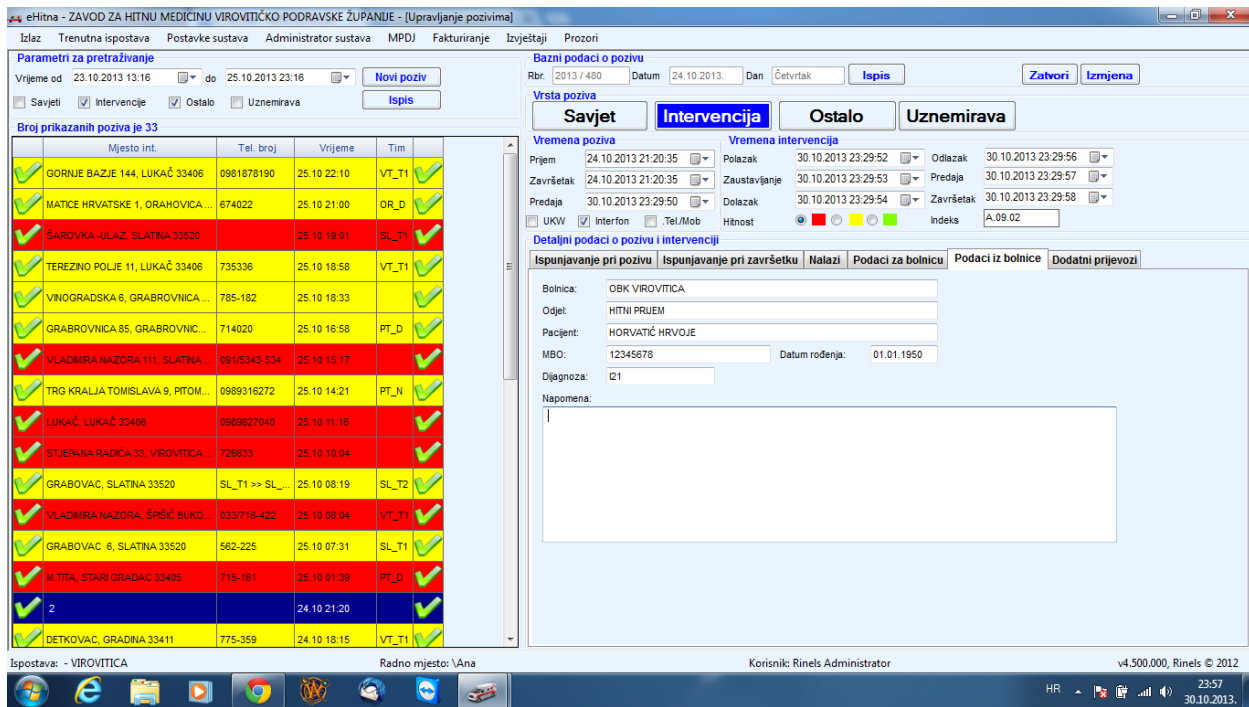 eHitna - ZAVOD ZA HITNU MEDICINU VIROVITIČKO PODRAVSKE ŽUPANIJE - [Upravljanje pozivima]
Izlaz Trenutna ispostava Postavke sustava Administrator sustava MPDJ Fakturiranje Izvještaji Prozori
Parametri za pretraživanje
Vrijeme od 23.10.2013 13:16 do 25.10.2013 23:16 Novi poziv
Savjeti Intervencije Ostalo Uznemirava Ispis
Broj prikazanih poziva je 33
Mjesto int. Tel. broj Vrijeme Tim
GORNJE BAZJE 144, LUKAČ 33406 0981878190 25.10 22:10 VT_T1
MATICE HRVATSKE 1, ORAHOVICA ... 674022 25.10 21:00 OR_D
ŠAROVKA -ULAZ, SLATINA 33520 25.10 19:01 SL_T1
TEREZINO POLJE 11, LUKAČ 33406 735336 25.10 18:58 VT_T1
VINOGRADSKA 6, GRABROVNICA ... 785-182 25.10 18:33
GRABROVNICA 85, GRABROVNIC... 714020 25.10 16:58 PT_D
VLADIMIRA NAZORA 111, SLATINA ... 091/5343-534 25.10 15:17
TRG KRALJA TOMISLAVA 9, PITOM... 0989316272 25.10 14:21 PT_N
LUKAČ, LUKAČ 33406 0989827040 25.10 11:16
STJEPANA RADIĆA 33, VIROVITICA ... 726633 25.10 10:04
GRABOVAC, SLATINA 33520 SL_T1 >> SL_... 25.10 08:19 SL_T2
VLADIMIRA NAZORA, ŠPIŠIĆ BUKO... 033/716-422 25.10 08:04 VT_T1
GRABOVAC 6, SLATINA 33520 562-225 25.10 07:31 SL_T1
M.TITA, STARI GRADAC 33405 715-161 25.10 01:39 PT_D
2 24.10 21:20
DETKOVAC, GRADINA 33411 775-359 24.10 18:15 VT_T1
Bazni podaci o pozivu
Rbr. 2013 / 480 Datum 24.10.2013. Dan Četvrtak Ispis Zatvori Izmjena
Vrsta poziva
Savjet Intervencija Ostalo Uznemirava
Vremena poziva Vremena intervencija
Prijem 24.10.2013 21:20:35 Polazak 30.10.2013 23:29:52 Odlazak 30.10.2013 23:29:56
Završetak 24.10.2013 21:20:35 Zaustavljanje 30.10.2013 23:29:53 Predaja 30.10.2013 23:29:57
Predaja 30.10.2013 23:29:50 Dolazak 30.10.2013 23:29:54 Završetak 30.10.2013 23:29:58
UKW Interfon .Tel./Mob Hitnost Indeks A.09.02
Detaljni podaci o pozivu i intervenciji
Ispunjavanje pri pozivu Ispunjavanje pri završetku Nalazi Podaci za bolnicu Podaci iz bolnice Dodatni prijevozi
Bolnica: OBK VIROVITICA
Odjel: HITNI PRIJEM
Pacijent: HORVATIĆ HRVOJE
MBO: 12345678 Datum rođenja: 01.01.1950
Dijagnoza: I21
Napomena:
Ispostava: - VIROVITICA Radno mjesto: \Ana Korisnik: Rinels Administrator v4.500.000, Rinels © 2012
HR 23:57
30.10.2013.